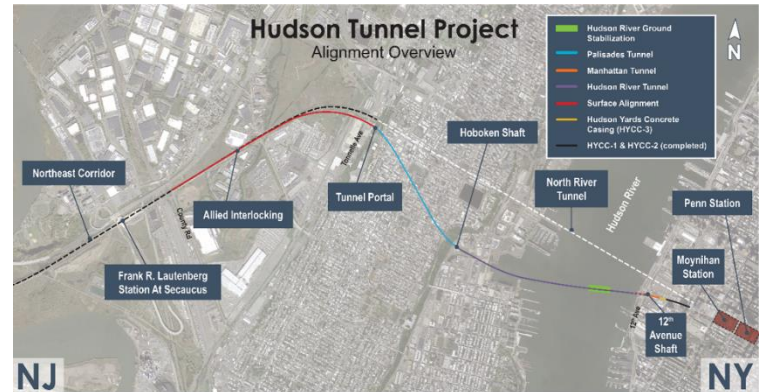 Hudson Tunnel Project
Alignment Overview
Hudson River Ground
Stabilization
Palisades Tunnel
Manhattan Tunnel
Hudson River Tunnel
Surface Alignment
Hudson Yards Concrete
Casing (HYCC-3)
HYCC-1 & HYCC-2 (completed)
N
Northeast Corridor
Allied Interlocking
Tunnel Portal
Tonnelle Ave
Hoboken Shaft
North River
Tunnel
Hudson River
Penn Station
Moynihan
Station
County Rd
Frank R. Lautenberg
Station At Secaucus
12th Ave
12th
Avenue
Shaft
NJ
NY